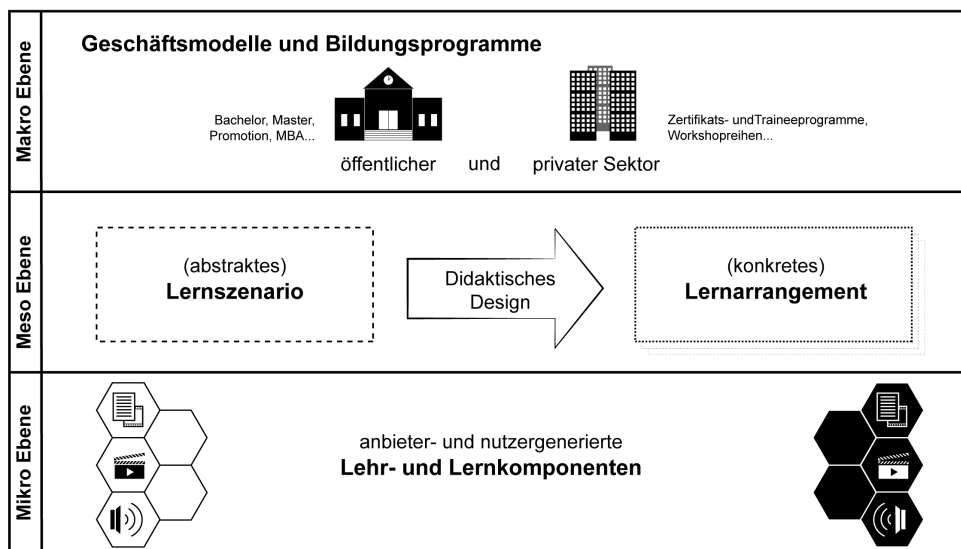 Makro Ebene
Geschäftsmodelle und Bildungsprogramme
Bachelor, Master,
Promotion, MBA...
Zertifikats- undTraineeprogramme,
Workshopreihen...
öffentlicher und privater Sektor
Meso Ebene
(abstraktes)
Lernszenario
Didaktisches
Design
(konkretes)
Lernarrangement
Mikro Ebene
anbieter- und nutzergenerierte
Lehr- und Lernkomponenten